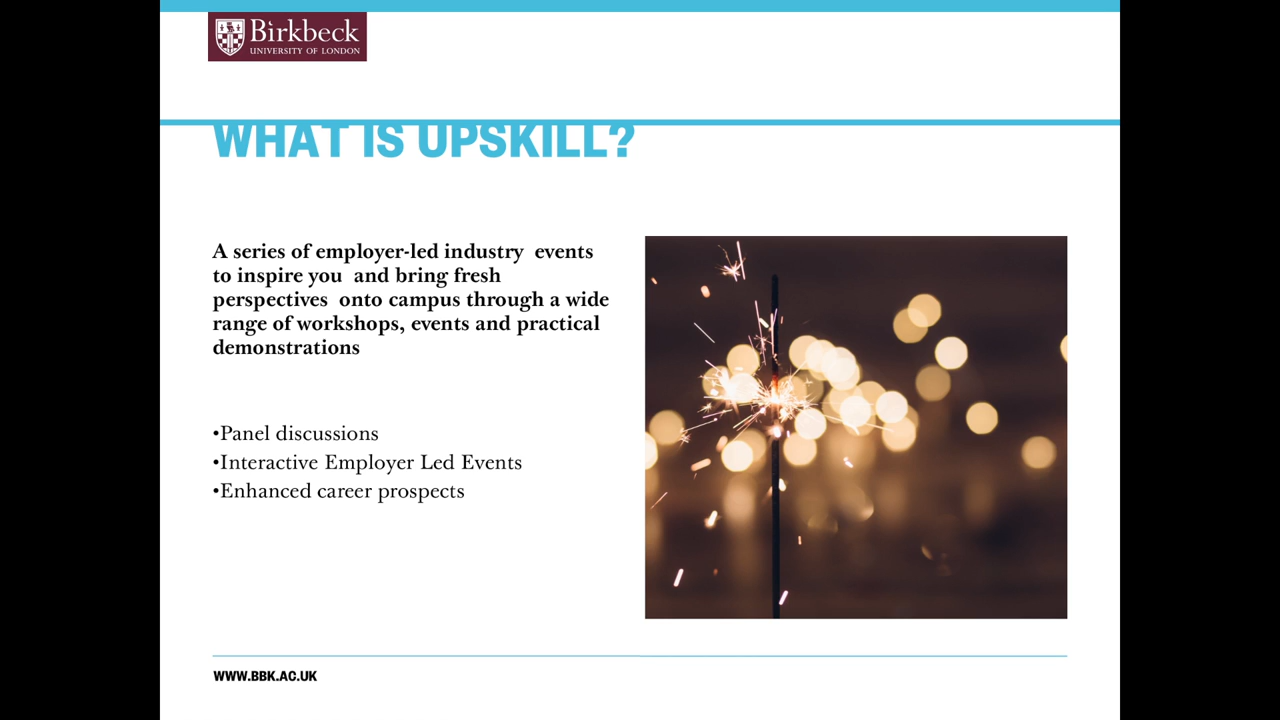 Birkbeck
UNIVERSITY OF LONDON
WHAT IS UPSKILL?
A series of employer-led industry  events
to inspire you  and bring fresh
perspectives  onto campus through a wide
range of workshops, events and practical
demonstrations
•Panel discussions
•Interactive Employer Led Events
•Enhanced career prospects
WWW.BBK.AC.UK